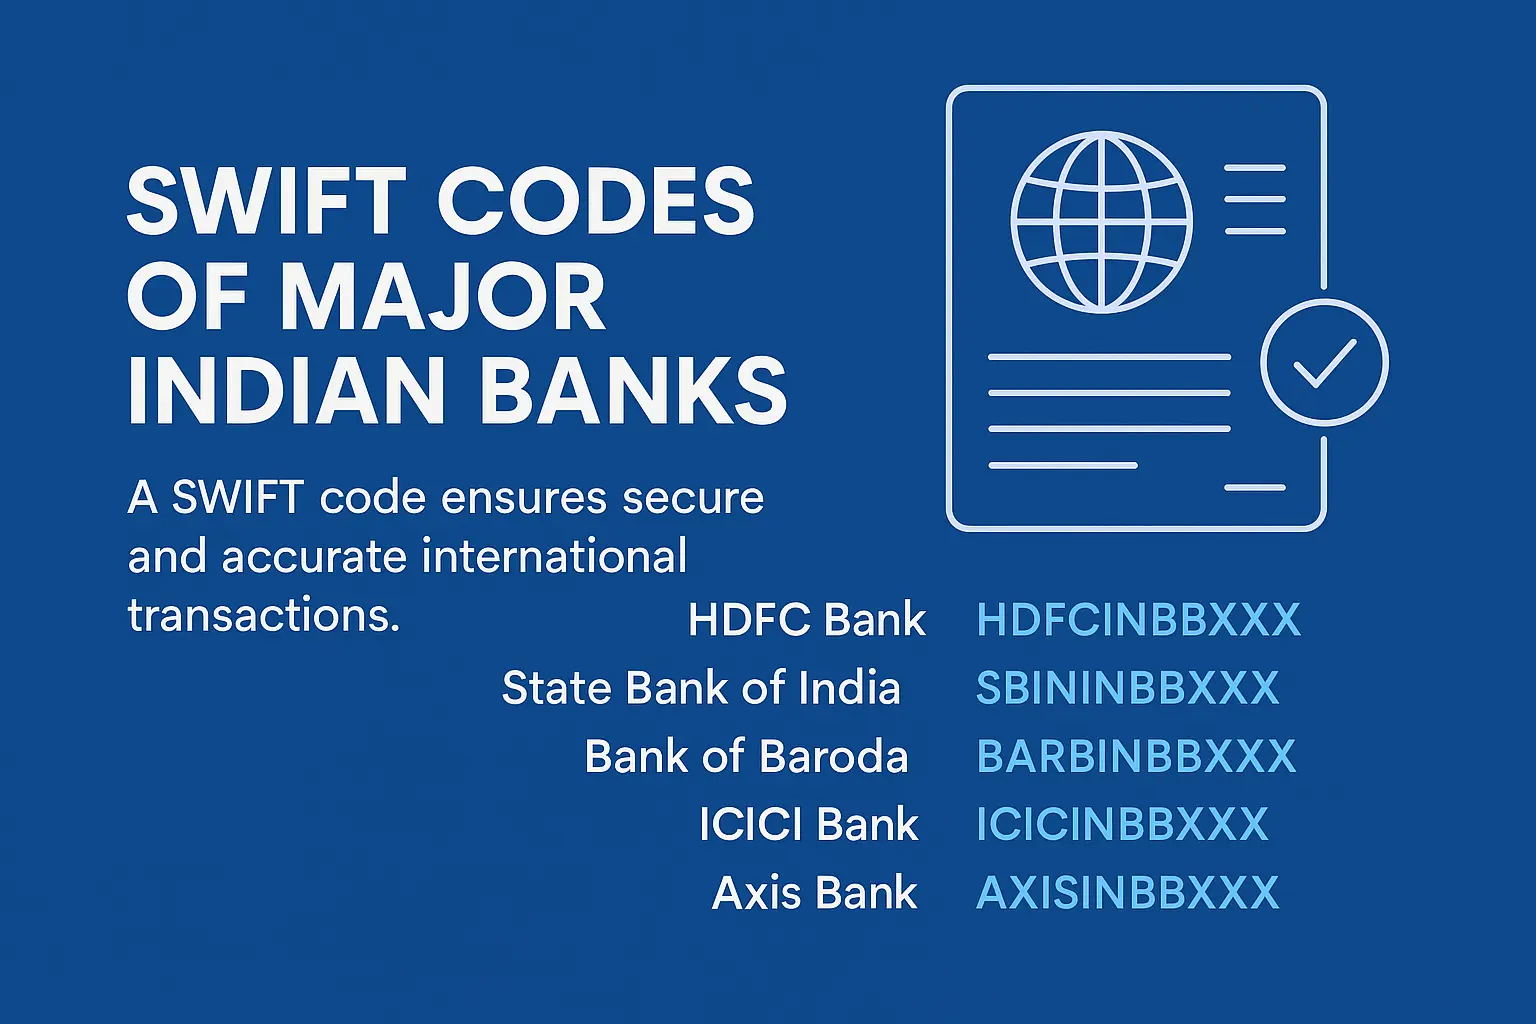 SWIFT CODES
OF MAJOR
INDIAN BANKS
A SWIFT code ensures secure
and accurate international
transactions.
HDFC Bank HDFCINBBXXX
State Bank of India SBININBBXXX
Bank of Baroda BARBINBBXXX
ICICI Bank ICICINBBXXX
Axis Bank AXISINBBXXX